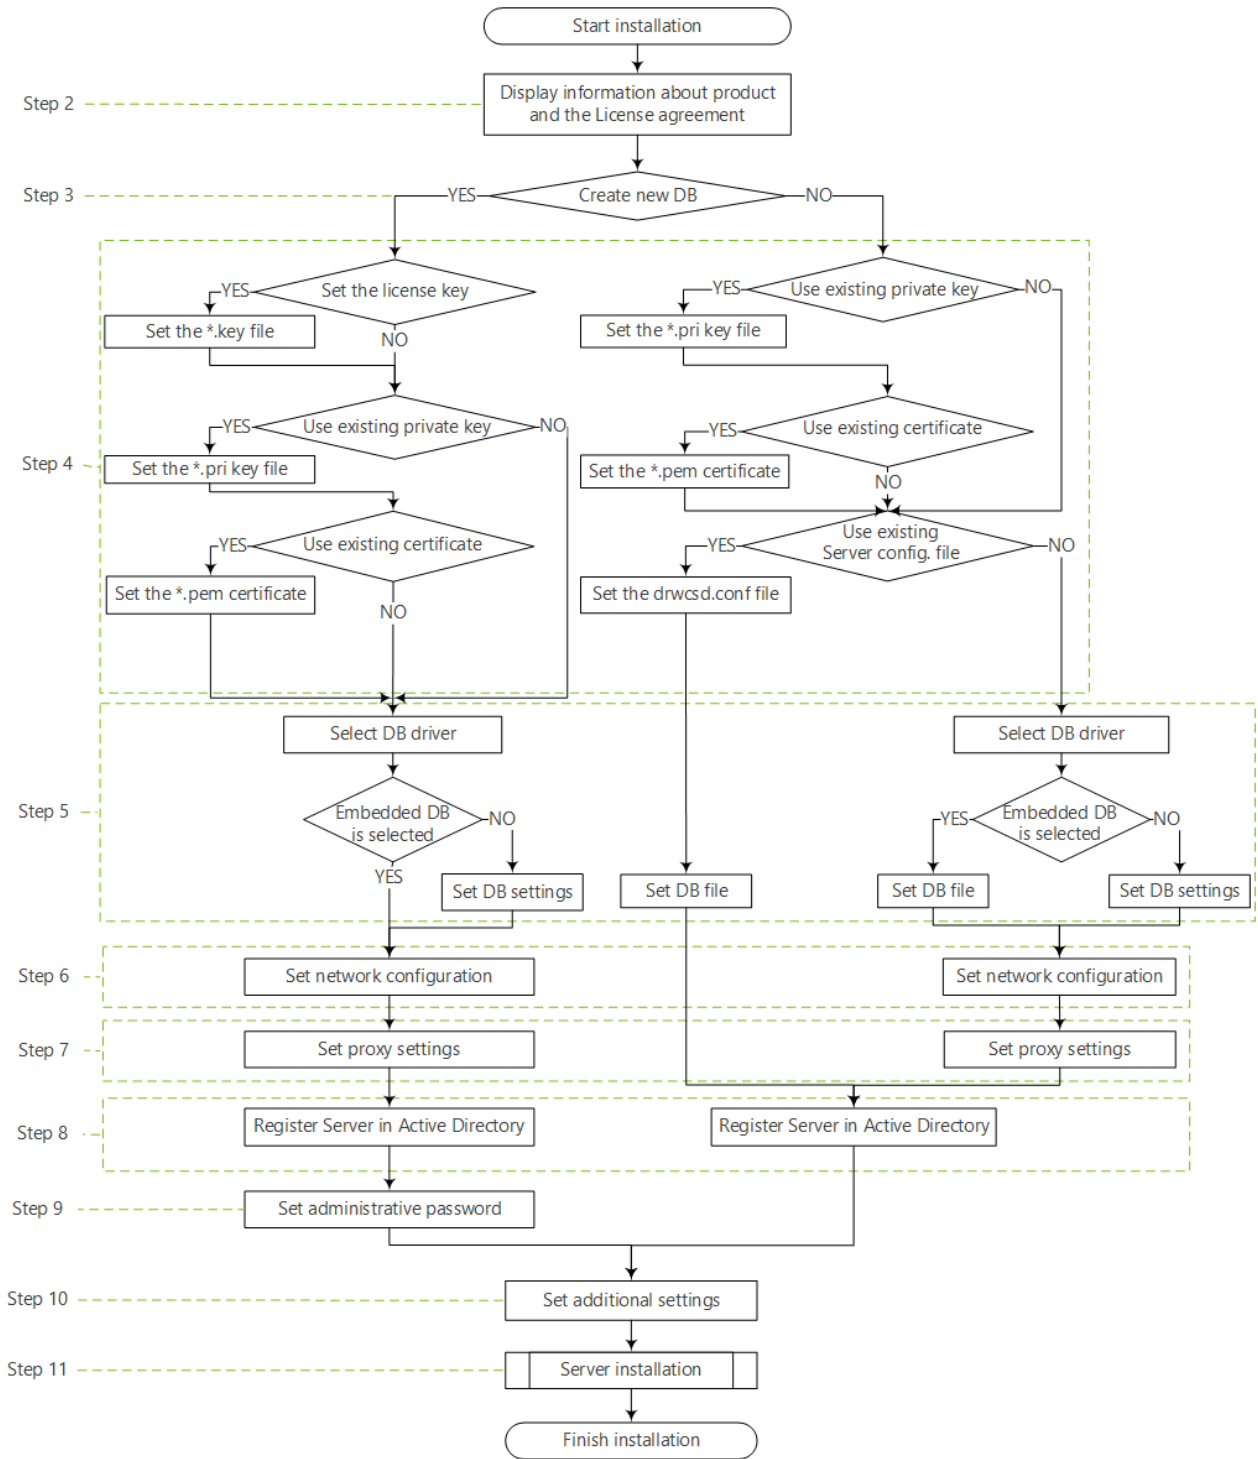 Start installation
Step 2
Display information about product
and the License agreement
Step 3
YES
Create new DB
NO
Step 4
YES
Set the license key
YES
Use existing private key
NO
Set the *.key file
NO
Set the *.pri key file
YES
Use existing private key
NO
YES
Use existing certificate
Set the *.pri key file
Set the *.pem certificate
NO
YES
Use existing certificate
YES
Use existing
Server config. file
NO
Set the *.pem certificate
NO
Set the drwcsd.conf file
Step 5
Select DB driver
Select DB driver
Embedded DB
is selected
NO
YES
YES
Embedded DB
is selected
NO
Set DB settings
Set DB file
Set DB file
Set DB settings
Step 6
Set network configuration
Set network configuration
Step 7
Set proxy settings
Set proxy settings
Step 8
Register Server in Active Directory
Register Server in Active Directory
Step 9
Set administrative password
Step 10
Set additional settings
Step 11
Server installation
Finish installation